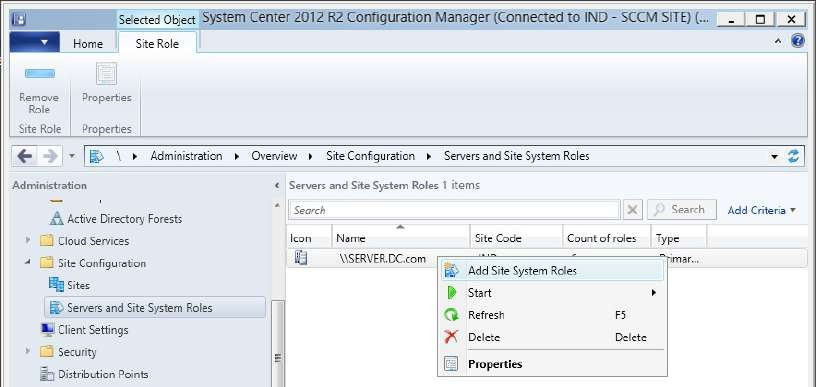 Selected Object
System Center 2012 R2 Configuration Manager (Connected to IND - SCCM SITE) (...
Home
Site Role
Remove Role
Properties
Site Role
Properties
\ ▸ Administration ▸ Overview ▸ Site Configuration ▸ Servers and Site System Roles
Administration
Active Directory Forests
Cloud Services
Site Configuration
Sites
Servers and Site System Roles
Client Settings
Security
Distribution Points
Servers and Site System Roles 1 items
Search
Search
Add Criteria
Icon Name Site Code Count of roles Type
\\SERVER.DC.com Primar...
Add Site System Roles
Start
Refresh F5
Delete Delete
Properties